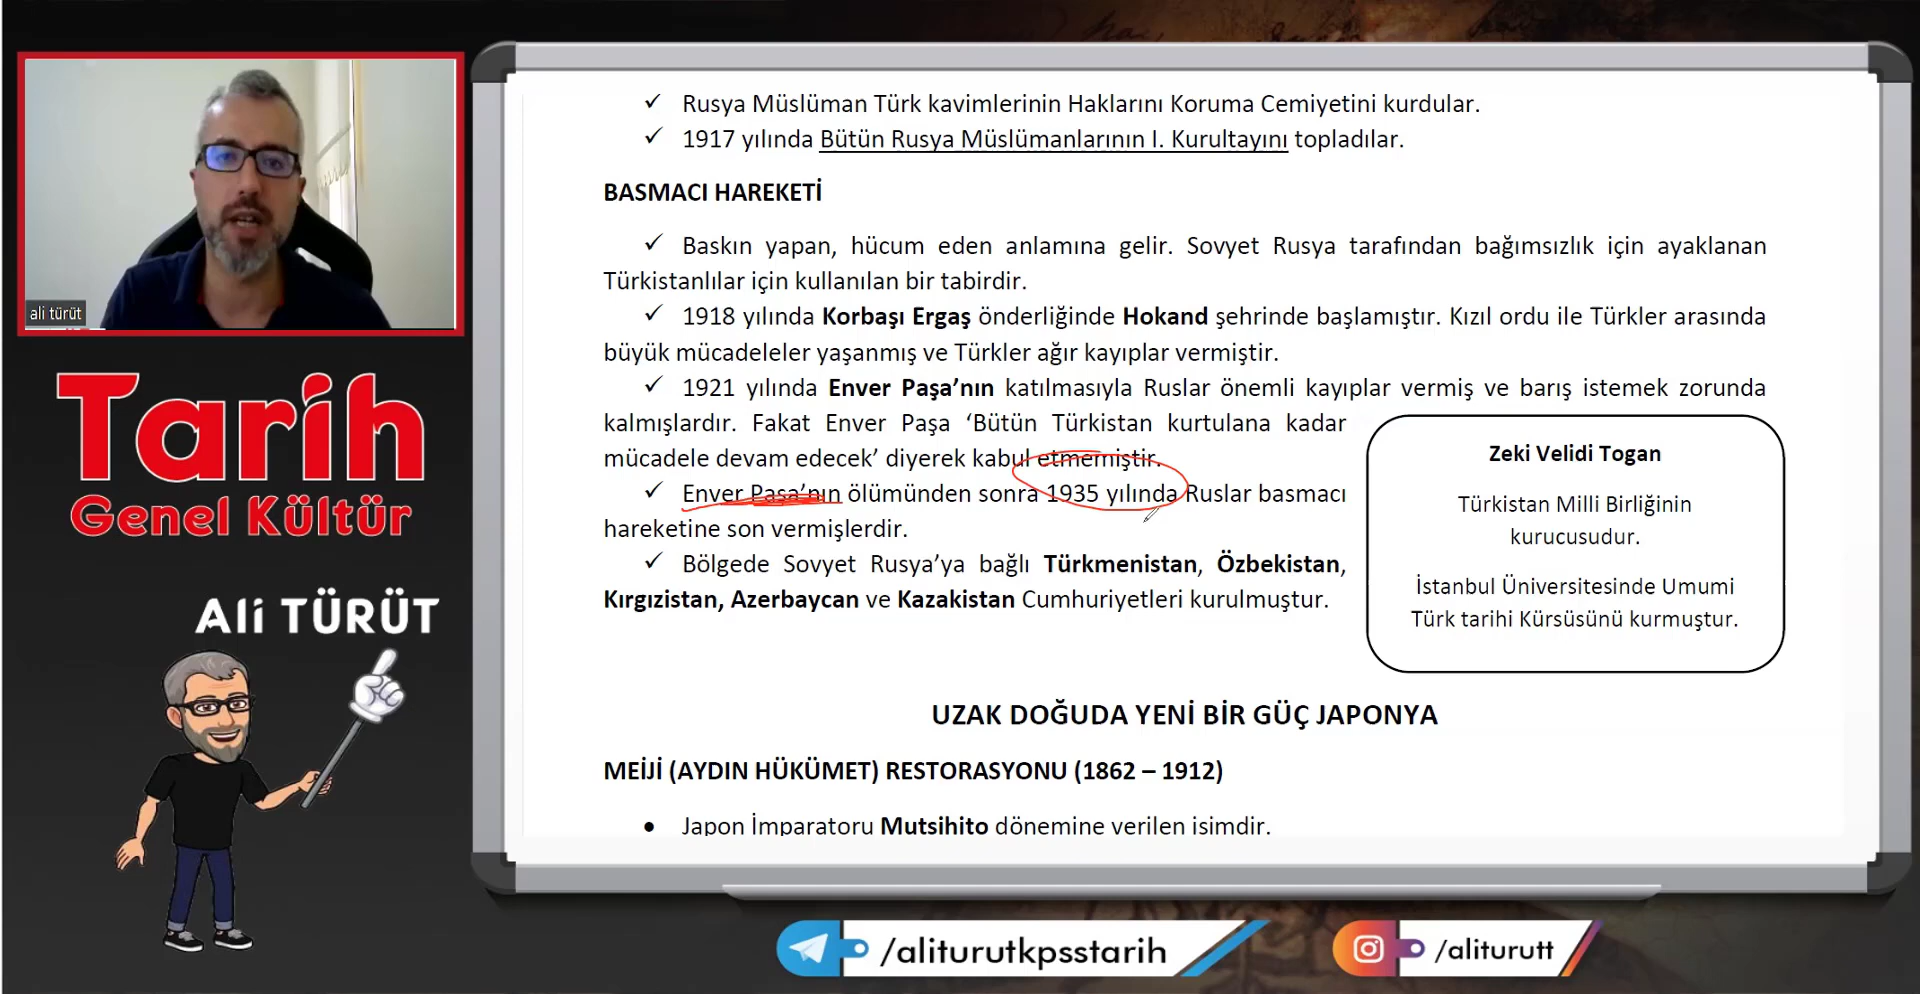 ali türüt
Tarih
Genel Kültür
Ali TÜRÜT
✓ Rusya Müslüman Türk kavimlerinin Haklarını Koruma Cemiyetini kurdular.
✓ 1917 yılında Bütün Rusya Müslümanlarının I. Kurultayını topladılar.
BASMACI HAREKETİ
✓ Baskın yapan, hücum eden anlamına gelir. Sovyet Rusya tarafından bağımsızlık için ayaklanan
Türkistanlılar için kullanılan bir tabirdir.
✓ 1918 yılında Korbaşı Ergaş önderliğinde Hokand şehrinde başlamıştır. Kızıl ordu ile Türkler arasında
büyük mücadeleler yaşanmış ve Türkler ağır kayıplar vermiştir.
✓ 1921 yılında Enver Paşa’nın katılmasıyla Ruslar önemli kayıplar vermiş ve barış istemek zorunda
kalmışlardır. Fakat Enver Paşa ‘Bütün Türkistan kurtulana kadar
mücadele devam edecek’ diyerek kabul etmemiştir.
✓ Enver Paşa’nın ölümünden sonra 1935 yılında Ruslar basmacı
hareketine son vermişlerdir.
✓ Bölgede Sovyet Rusya’ya bağlı Türkmenistan, Özbekistan,
Kırgızistan, Azerbaycan ve Kazakistan Cumhuriyetleri kurulmuştur.
Zeki Velidi Togan
Türkistan Milli Birliğinin
kurucusudur.
İstanbul Üniversitesinde Umumi
Türk tarihi Kürsüsünü kurmuştur.
UZAK DOĞUDA YENİ BİR GÜÇ JAPONYA
MEİJİ (AYDIN HÜKÜMET) RESTORASYONU (1862 – 1912)
• Japon İmparatoru Mutsihito dönemine verilen isimdir.
/aliturutkpsstarih
/aliturutt